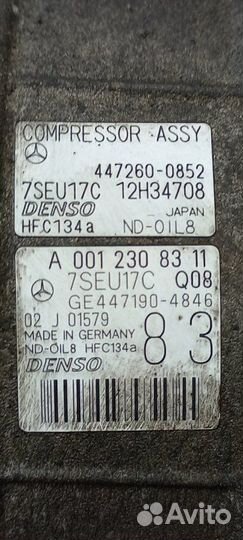 COMPRESSOR ASSY
447260-0852
7SEU17C 12H34708
DENSO JAPAN
HFC134a ND-OIL8
A 001 230 83 11
7SEU17C Q08
GE447190-4846
02 J 01579
MADE IN GERMANY
ND-OIL8 HFC134a
83
DENSO
Avito